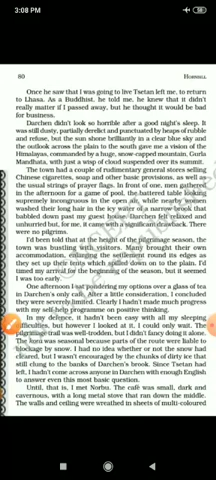 3:08 PM
80
HORNBILL
Once he saw that I was going to live Tsetan left me, to return
to Lhasa. As a Buddhist, he told me, he knew that it didn't
really matter if I passed away, but he thought it would be bad
for business.
Darchen didn't look so horrible after a good night's sleep. It
was still dusty, partially derelict and punctuated by heaps of rubble
and refuse, but the sun shone brilliantly in a clear blue sky and
the outlook across the plain to the south gave me a vision of the
Himalayas, commanded by a huge, snow-capped mountain, Gurla
Mandhata, with just a wisp of cloud suspended over its summit.
The town had a couple of rudimentary general stores selling
Chinese cigarettes, soap and other basic provisions, as well as
the usual strings of prayer flags. In front of one, men gathered
in the afternoon for a game of pool, the battered table looking
supremely incongruous in the open air, while nearby women
washed their long hair in the icy water of a narrow brook that
babbled down past my guest house. Darchen felt relaxed and
unhurried but, for me, it came with a significant drawback. There
were no pilgrims.
I'd been told that at the height of the pilgrimage season, the
town was bustling with visitors. Many brought their own
accommodation, enlarging the settlement round its edges as
they set up their tents which spilled down on to the plain. I'd
timed my arrival for the beginning of the season, but it seemed
I was too early.
One afternoon I sat pondering my options over a glass of tea
in Darchen's only café. After a little consideration, I concluded
they were severely limited. Clearly I hadn't made much progress
with my self-help programme on positive thinking.
In my defence, it hadn't been easy with all my sleeping
difficulties, but however I looked at it, I could only wait. The
pilgrimage trail was well-trodden, but I didn't fancy doing it alone.
The kora was seasonal because parts of the route were liable to
blockage by snow. I had no idea whether or not the snow had
cleared, but I wasn't encouraged by the chunks of dirty ice that
still clung to the banks of Darchen's brook. Since Tsetan had
left, I hadn't come across anyone in Darchen with enough English
to answer even this most basic question.
Until, that is, I met Norbu. The café was small, dark and
cavernous, with a long metal stove that ran down the middle.
The walls and ceiling were wreathed in sheets of multi-coloured